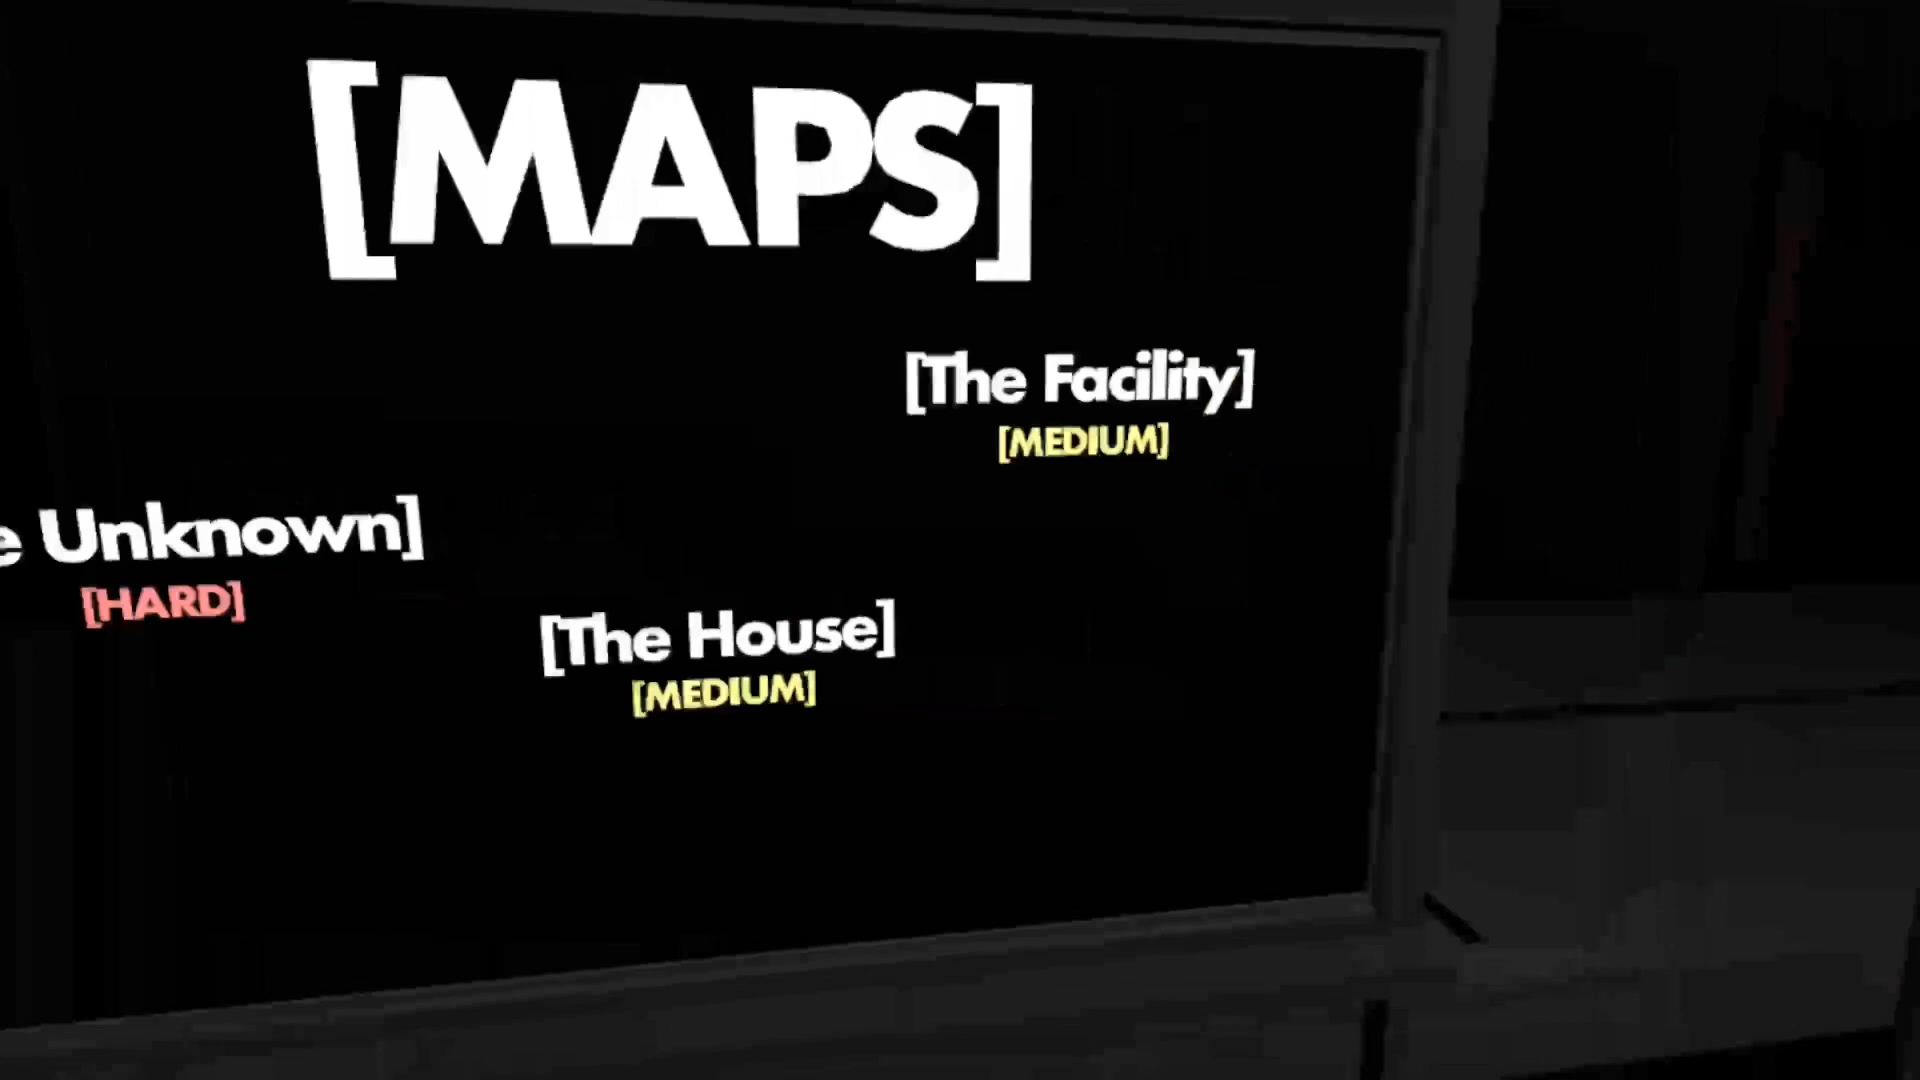 [MAPS]
[The Facility]
[MEDIUM]
Unknown]
[HARD]
[The House]
[MEDIUM]